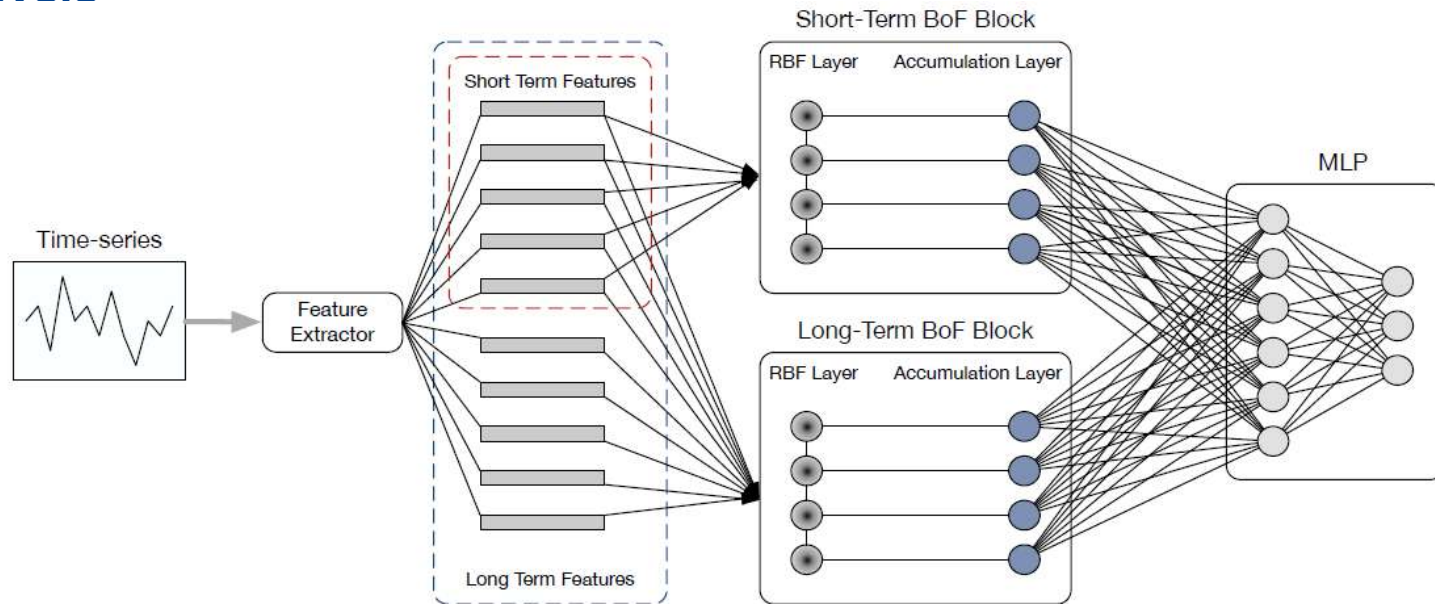 Short-Term BoF Block
RBF Layer
Accumulation Layer
Short Term Features
MLP
Time-series
Feature
Extractor
Long-Term BoF Block
RBF Layer
Accumulation Layer
Long Term Features